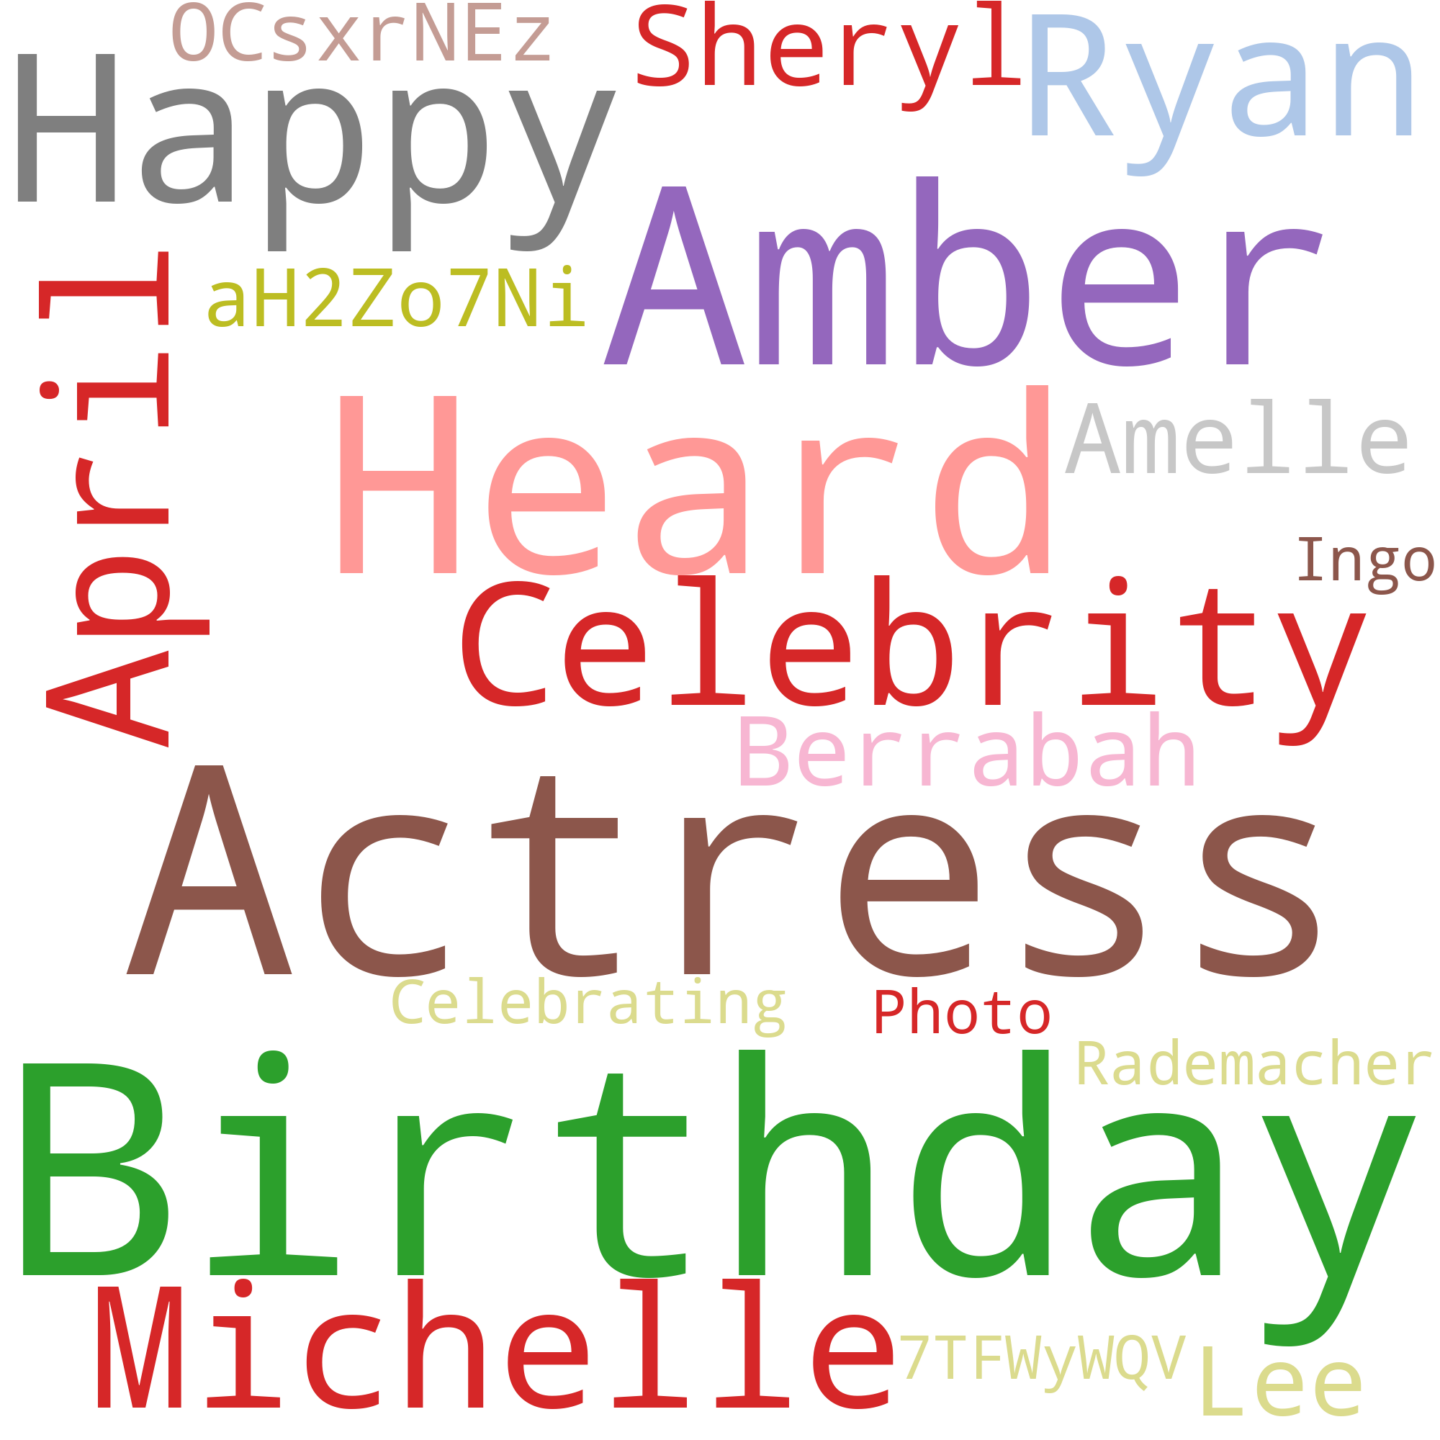 OCsxrNEz
Sheryl
Ryan
Happy
Amber
aH2Zo7Ni
April
Heard
Amelle
Ingo
Celebrity
Berrabah
Actress
Celebrating
Photo
Rademacher
Birthday
Michelle
7TFWyWQV
Lee